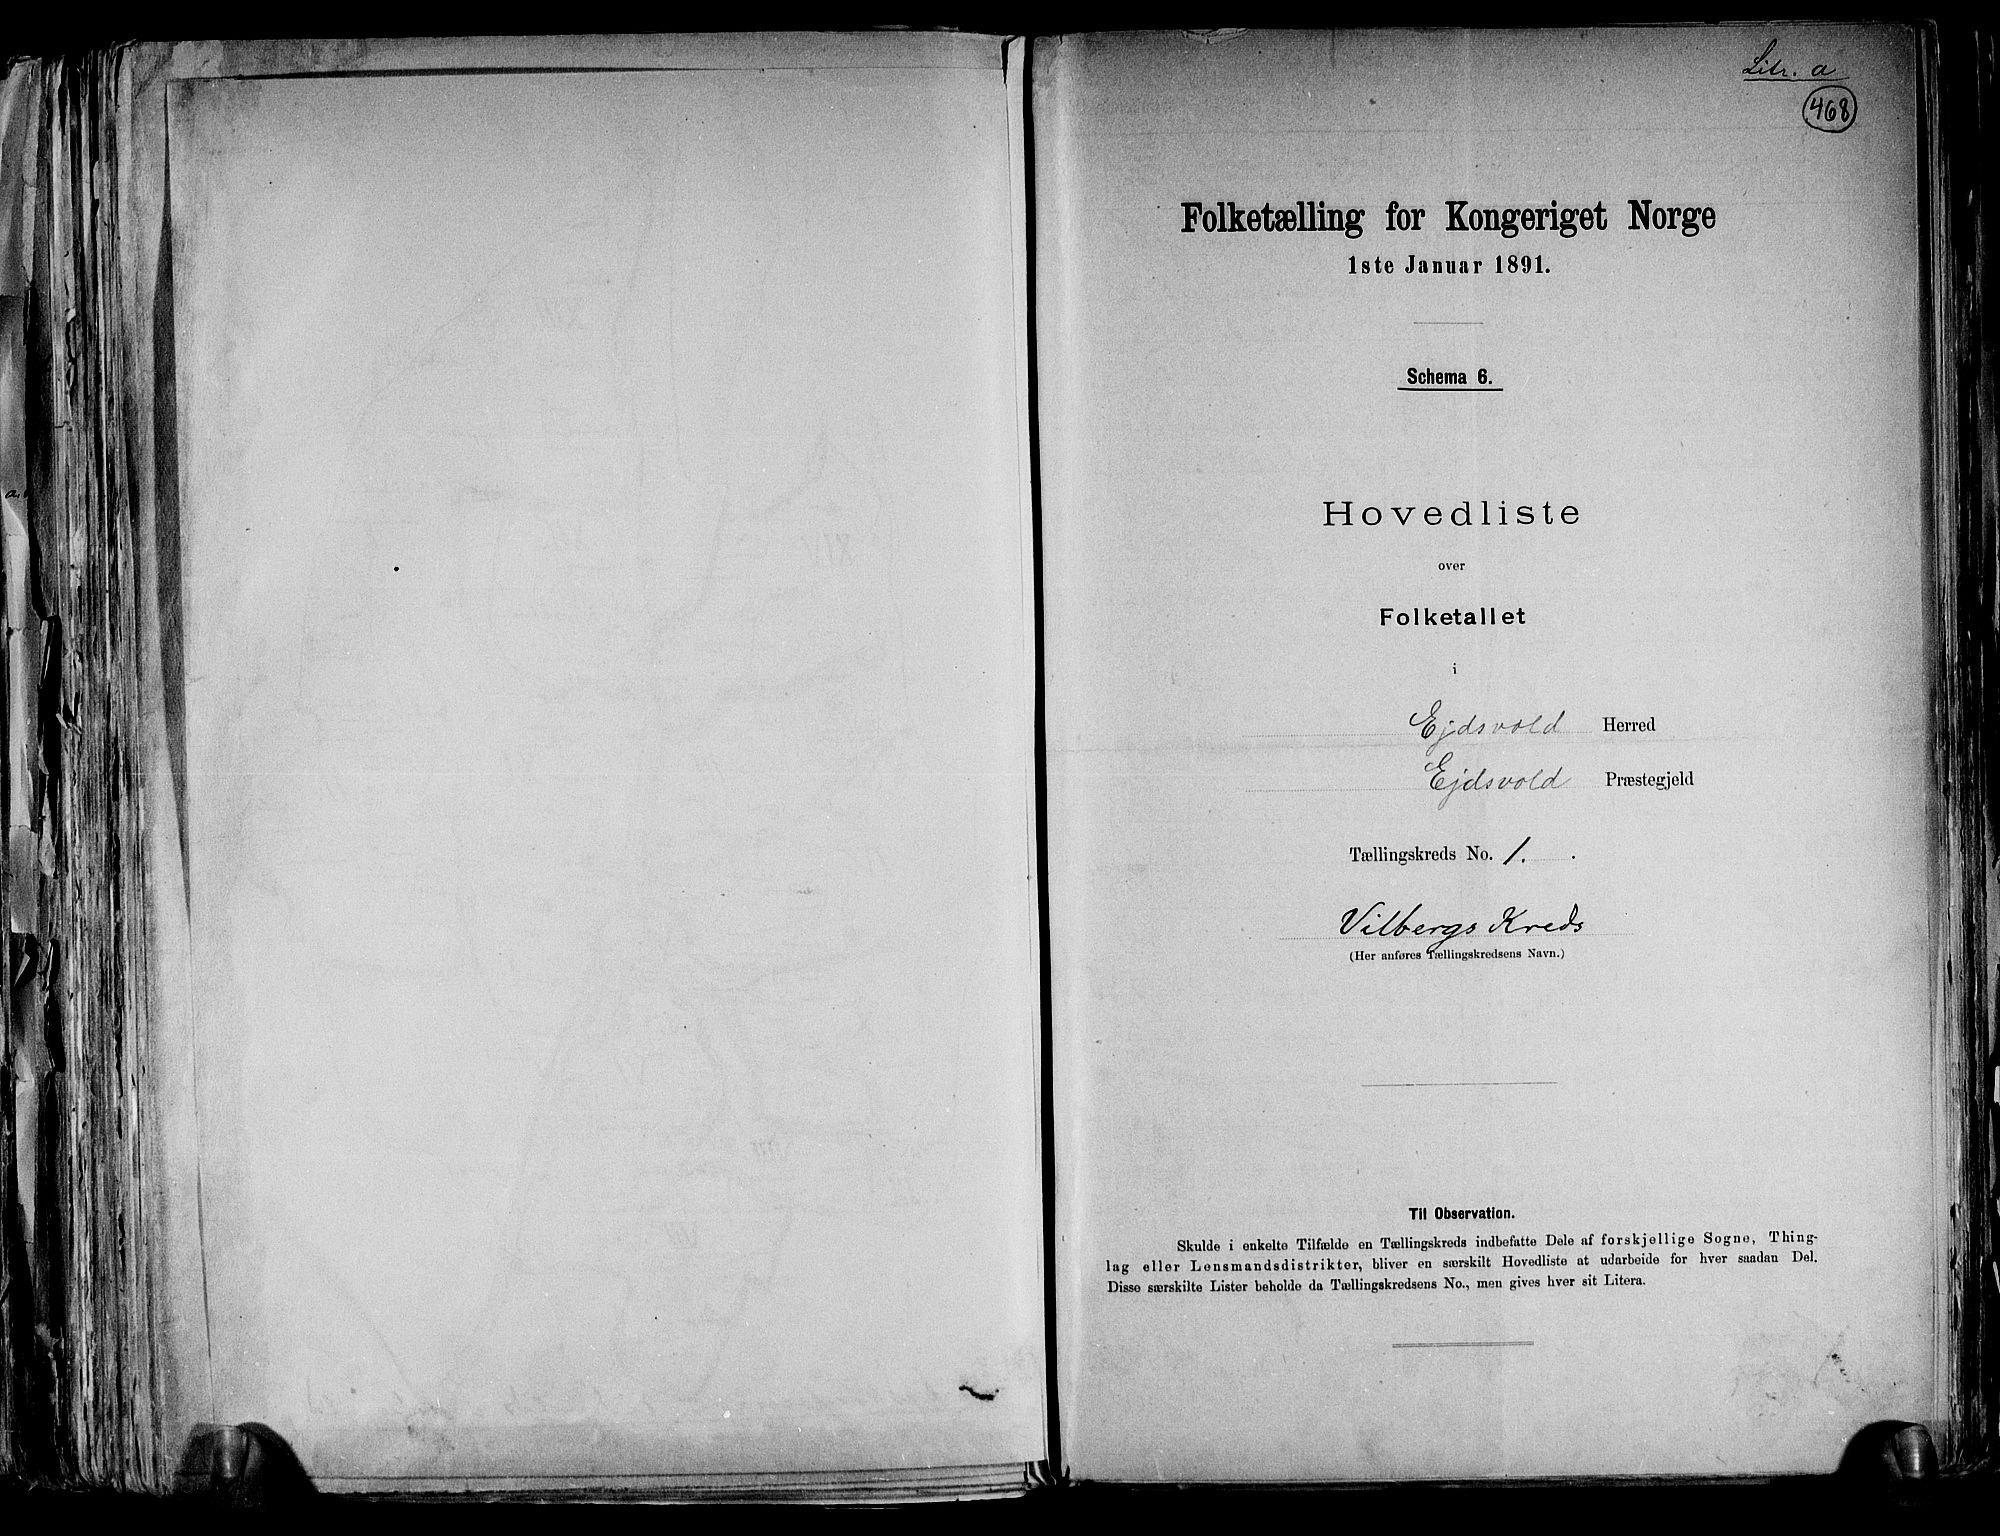 Litr. a
468
Folketælling for Kongeriget Norge
1ste Januar 1891.
Schema 6.
Hovedliste
over
Folketallet
i
Ejdsvold Herred
Ejdsvold Præstegjeld
Tællingskreds No. 1.
Vilbergs Kreds
(Her anføres Tællingskredsens Navn.)
Til Observation.
Skulde i enkelte Tilfælde en Tællingskreds indbefatte Dele af forskjellige Sogne, Thing-
lag eller Lensmandsdistrikter, bliver en særskilt Hovedliste at udarbeide for hver saadan Del.
Disse særskilte Lister beholde da Tællingskredsens No., men gives hver sit Litera.